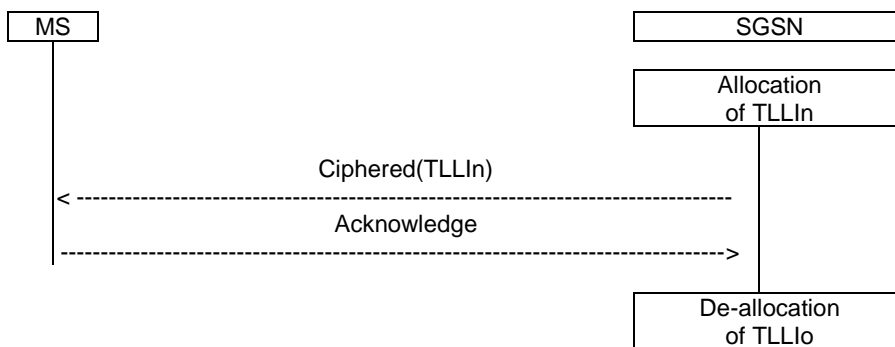 MS
SGSN
Allocation
of TLLIn
Ciphered(TLLIn)
< ----------------------------------------------------------------------------------
Acknowledge
----------------------------------------------------------------------------------->
De-allocation
of TLLIo